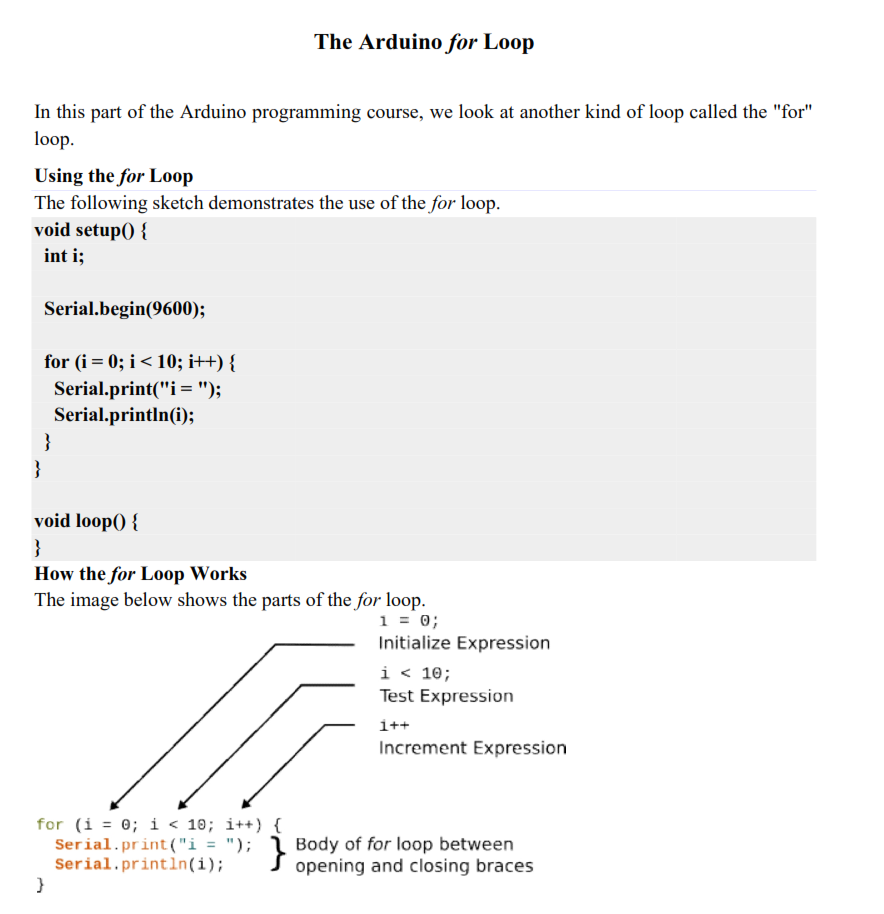 The Arduino for Loop
In this part of the Arduino programming course, we look at another kind of loop called the "for"
loop.
Using the for Loop
The following sketch demonstrates the use of the for loop.
void setup() {
int i;
Serial.begin(9600);
for (i = 0; i < 10; i++) {
Serial.print("i = ");
Serial.println(i);
}
}
void loop() {
}
How the for Loop Works
The image below shows the parts of the for loop.
i = 0;
Initialize Expression
i < 10;
Test Expression
i++
Increment Expression
for (i = 0; i < 10; i++) {
Serial.print("i = ");
Serial.println(i);
}
Body of for loop between
opening and closing braces